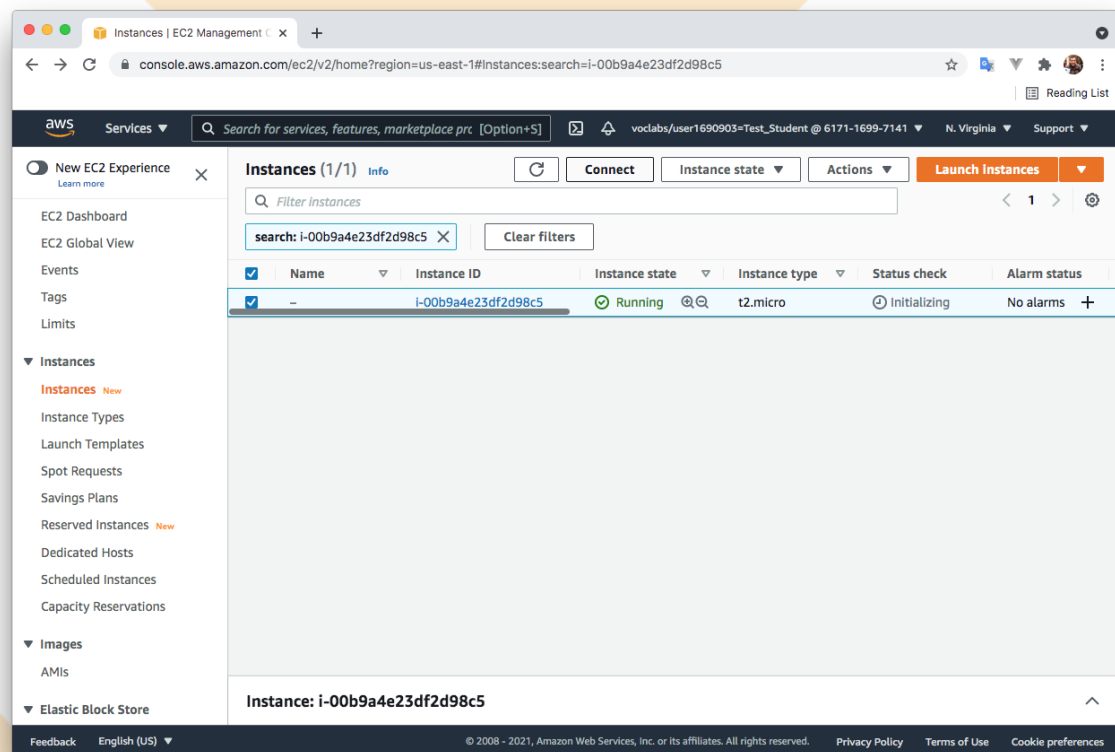 Instances | EC2 Management C
console.aws.amazon.com/ec2/v2/home?region=us-east-1#Instances:search=i-00b9a4e23df2d98c5
Reading List
aws Services Search for services, features, marketplace prc [Option+S] voclabs/user1690903=Test_Student @ 6171-1699-7141 N. Virginia Support
New EC2 Experience
Learn more
EC2 Dashboard
EC2 Global View
Events
Tags
Limits
Instances
Instances New
Instance Types
Launch Templates
Spot Requests
Savings Plans
Reserved Instances New
Dedicated Hosts
Scheduled Instances
Capacity Reservations
Images
AMIs
Elastic Block Store
Instances (1/1) Info Connect Instance state Actions Launch instances
Filter instances 1
search: i-00b9a4e23df2d98c5 Clear filters
Name Instance ID Instance state Instance type Status check Alarm status
– i-00b9a4e23df2d98c5 Running t2.micro Initializing No alarms +
Instance: i-00b9a4e23df2d98c5
Feedback English (US) © 2008 - 2021, Amazon Web Services, Inc. or its affiliates. All rights reserved. Privacy Policy Terms of Use Cookie preferences